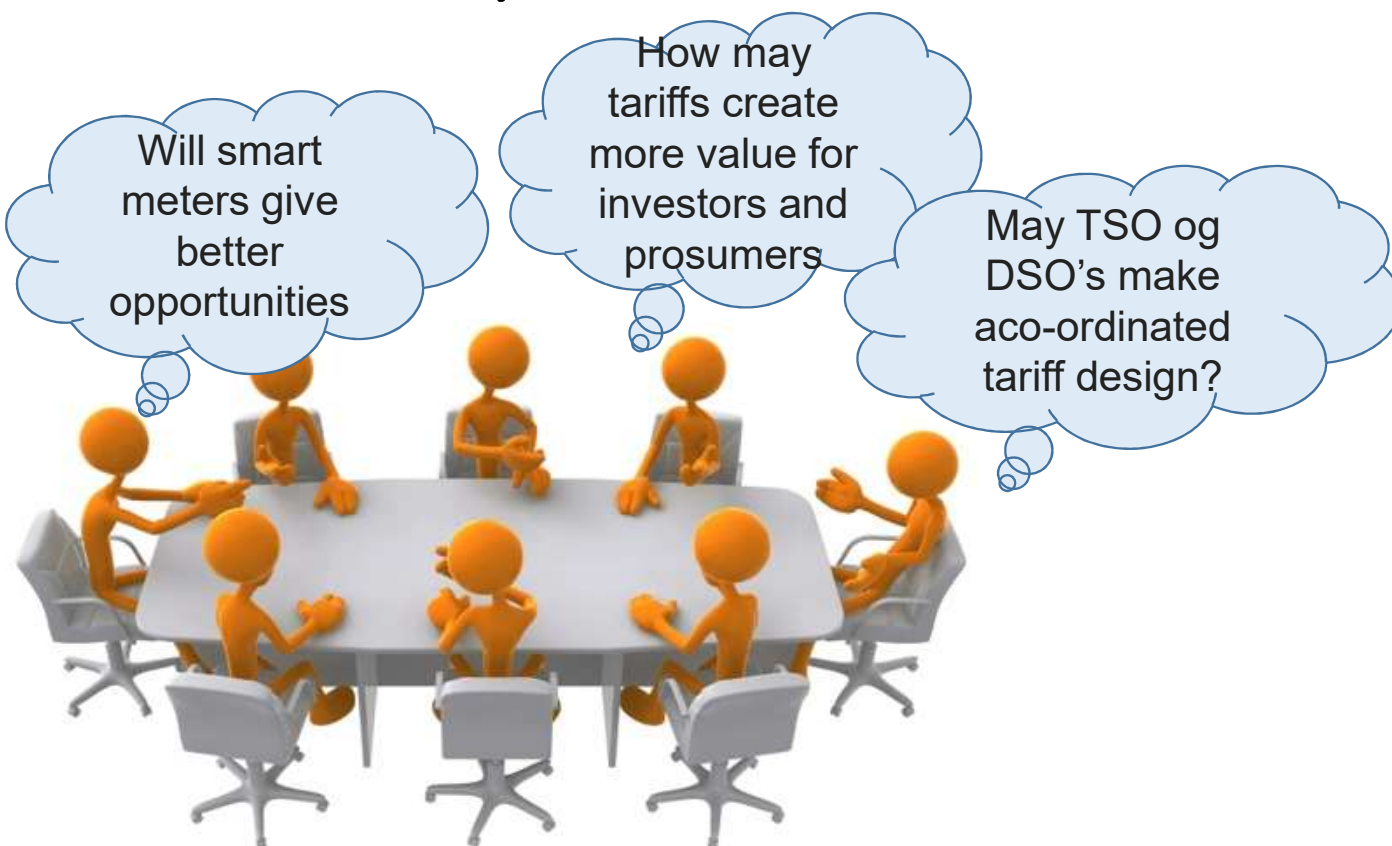 Will smart
meters give
better
opportunities
How may
tariffs create
more value for
investors and
prosumers
May TSO og
DSO’s make
aco-ordinated
tariff design?